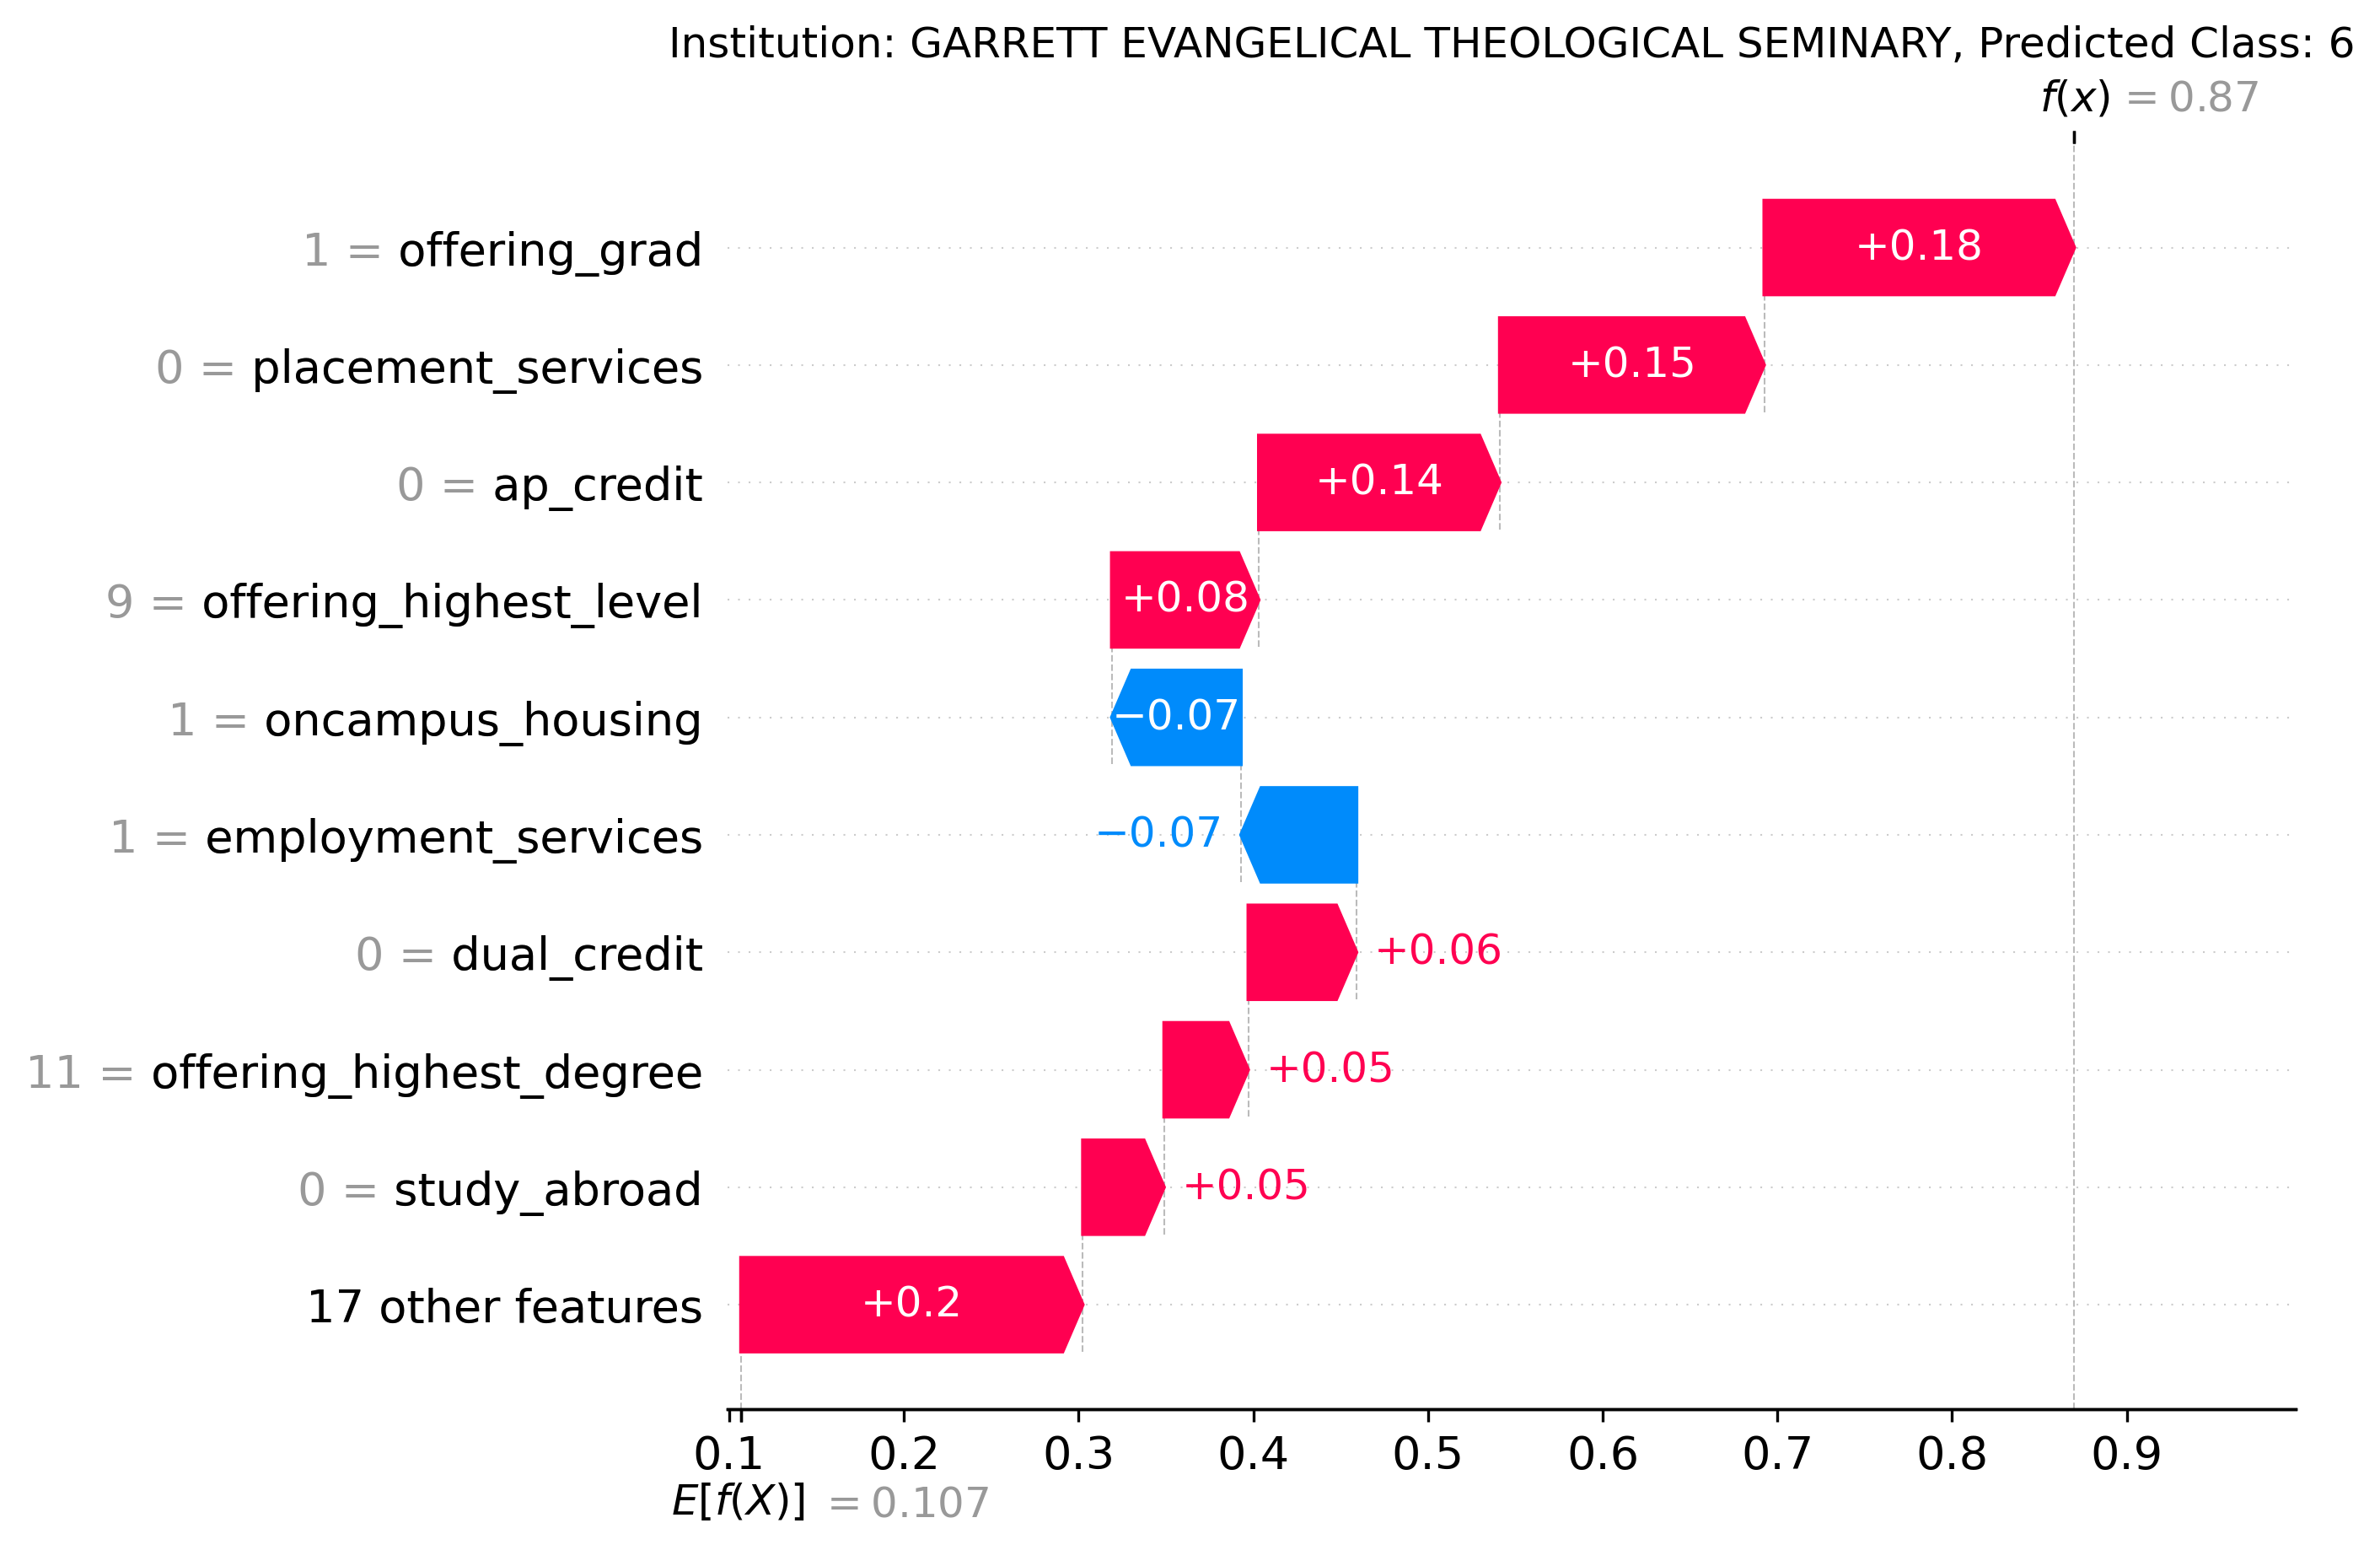 Institution: GARRETT EVANGELICAL THEOLOGICAL SEMINARY, Predicted Class: 6
f(x) = 0.87
1 = offering_grad +0.18
0 = placement_services +0.15
0 = ap_credit +0.14
9 = offering_highest_level +0.08
1 = oncampus_housing −0.07
1 = employment_services −0.07
0 = dual_credit +0.06
11 = offering_highest_degree +0.05
0 = study_abroad +0.05
17 other features +0.2
0.1 0.2 0.3 0.4 0.5 0.6 0.7 0.8 0.9
E[f(X)] = 0.107